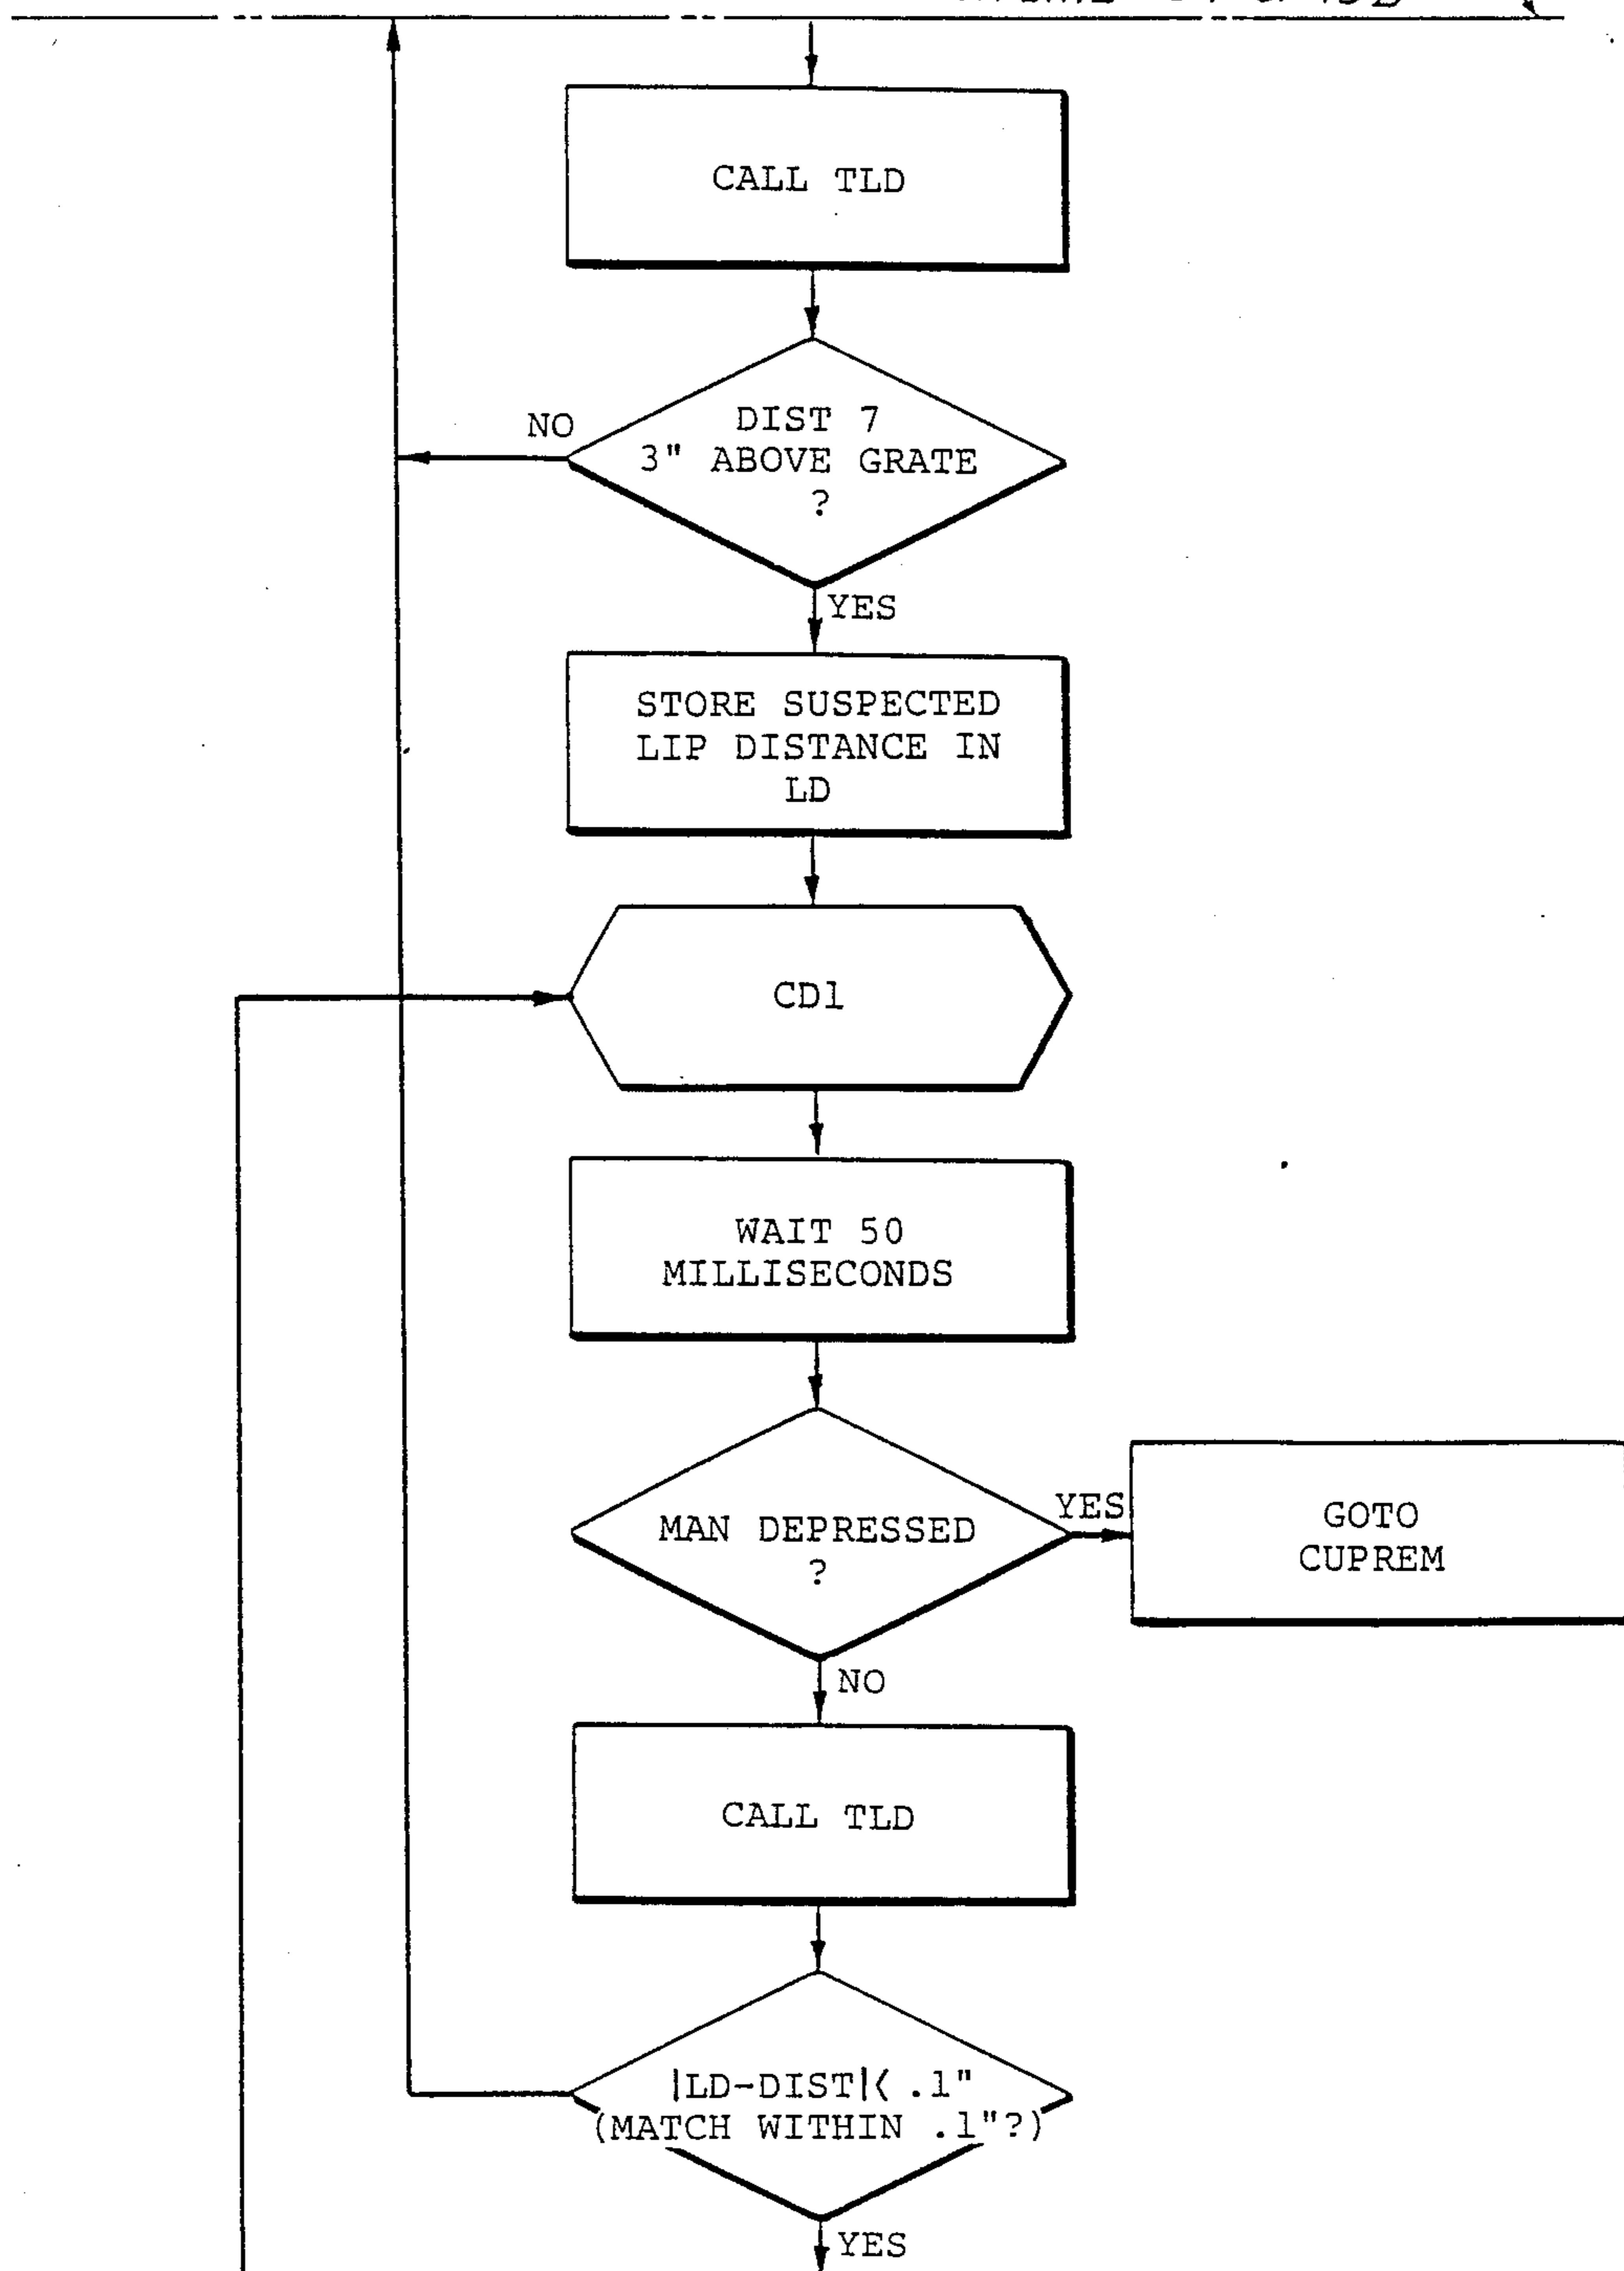 CALL TLD
DIST 7
3" ABOVE GRATE
?
NO
YES
STORE SUSPECTED
LIP DISTANCE IN
LD
CD1
WAIT 50
MILLISECONDS
MAN DEPRESSED
?
YES
GOTO
CUPREM
NO
CALL TLD
|LD-DIST|< .1"
(MATCH WITHIN .1"?)
YES